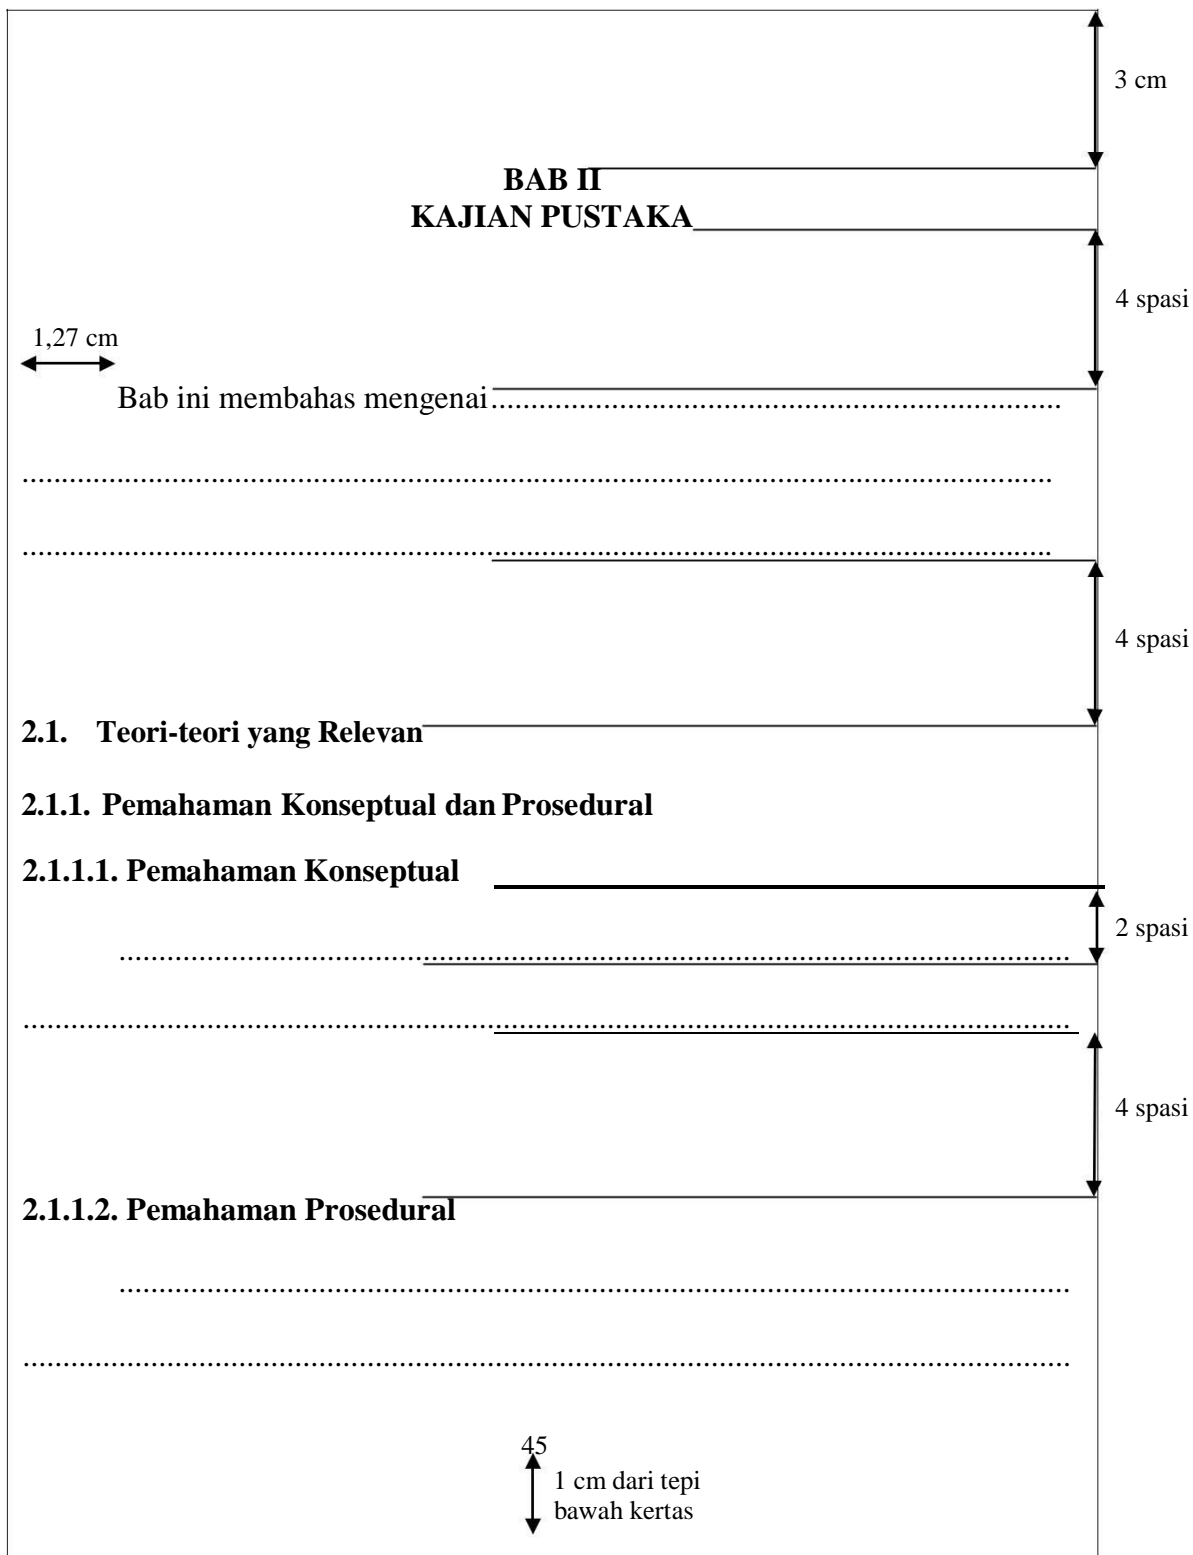 3 cm
BAB II
KAJIAN PUSTAKA
4 spasi
1,27 cm
Bab ini membahas mengenai........................................................................
..................................................................................................................................
..................................................................................................................................
4 spasi
2.1. Teori-teori yang Relevan
2.1.1. Pemahaman Konseptual dan Prosedural
2.1.1.1. Pemahaman Konseptual
2 spasi
........................................................................................................................
....................................................................................................................................
4 spasi
2.1.1.2. Pemahaman Prosedural
........................................................................................................................
....................................................................................................................................
45
1 cm dari tepi
bawah kertas